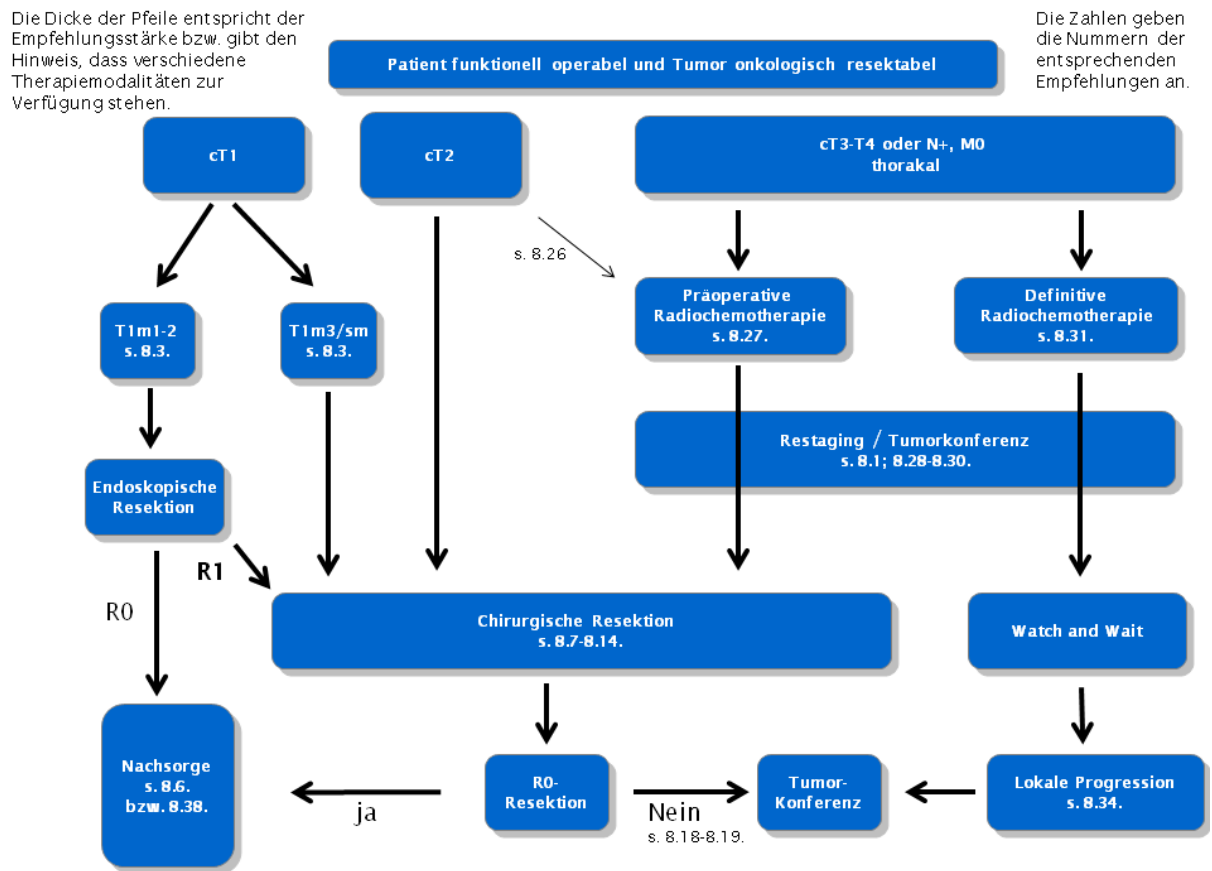 Die Dicke der Pfeile entspricht der
Empfehlungsstärke bzw. gibt den
Hinweis, dass verschiedene
Therapiemodalitäten zur
Verfügung stehen.
Patient funktionell operabel und Tumor onkologisch resektabel
Die Zahlen geben
die Nummern der
entsprechenden
Empfehlungen an.
cT1
cT2
cT3-T4 oder N+, M0
thorakal
s. 8.26
T1m1-2
s. 8.3.
T1m3/sm
s. 8.3.
Präoperative
Radiochemotherapie
s. 8.27.
Definitive
Radiochemotherapie
s. 8.31.
Restaging / Tumorkonferenz
s. 8.1; 8.28-8.30.
Endoskopische
Resektion
R1
R0
Chirurgische Resektion
s. 8.7-8.14.
Watch and Wait
Nachsorge
s. 8.6.
bzw. 8.38.
ja
R0-
Resektion
Nein
s. 8.18-8.19.
Tumor-
Konferenz
Lokale Progression
s. 8.34.